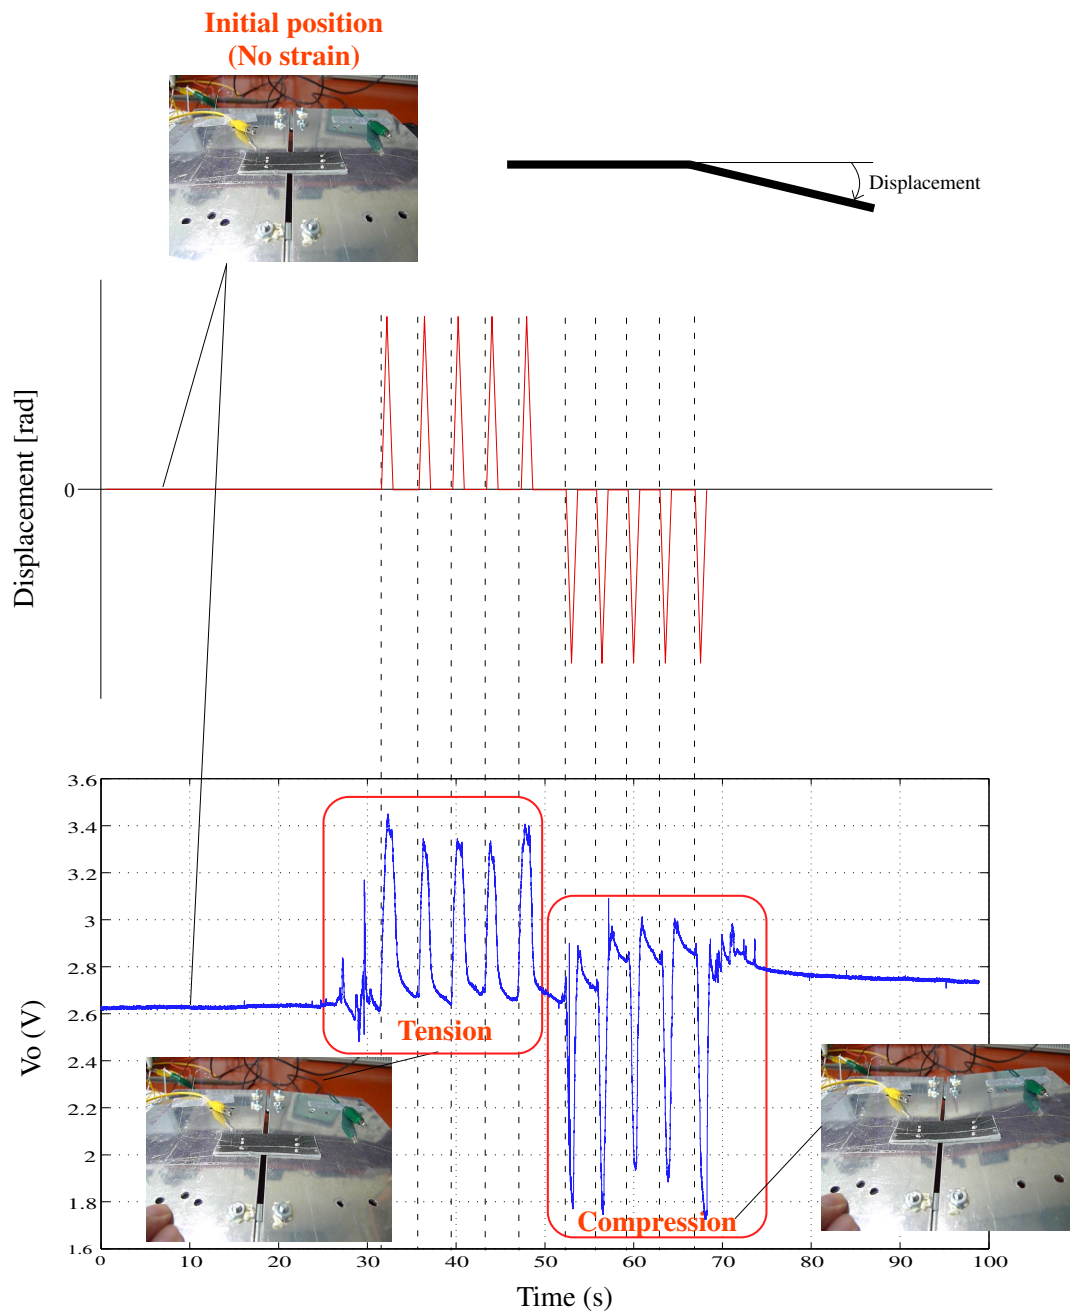 Initial position
(No strain)
Displacement
Displacement [rad]
0
3.6
3.4
3.2
3
2.8
2.6
2.4
2.2
2
1.8
1.6
Vo (V)
Tension
Compression
0
10
20
30
40
50
60
70
80
90
100
Time (s)